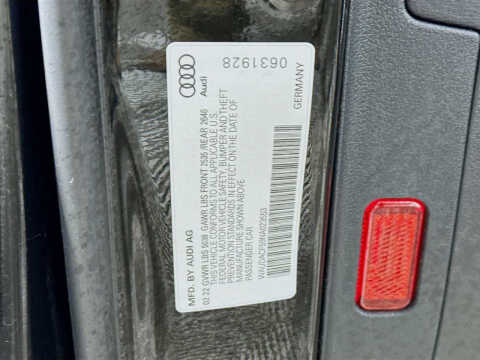 0631928
Audi
GERMANY
MFD. BY AUDI AG
02 22 GVWR LBS 5038 GAWR LBS FRONT 2535 /REAR 2646
THIS VEHICLE CONFORMS TO ALL APPLICABLE U.S.
FEDERAL MOTOR VEHICLE SAFETY, BUMPER AND THEFT
PREVENTION STANDARDS IN EFFECT ON THE DATE OF
MANUFACTURE SHOWN ABOVE.
PASSENGER CAR